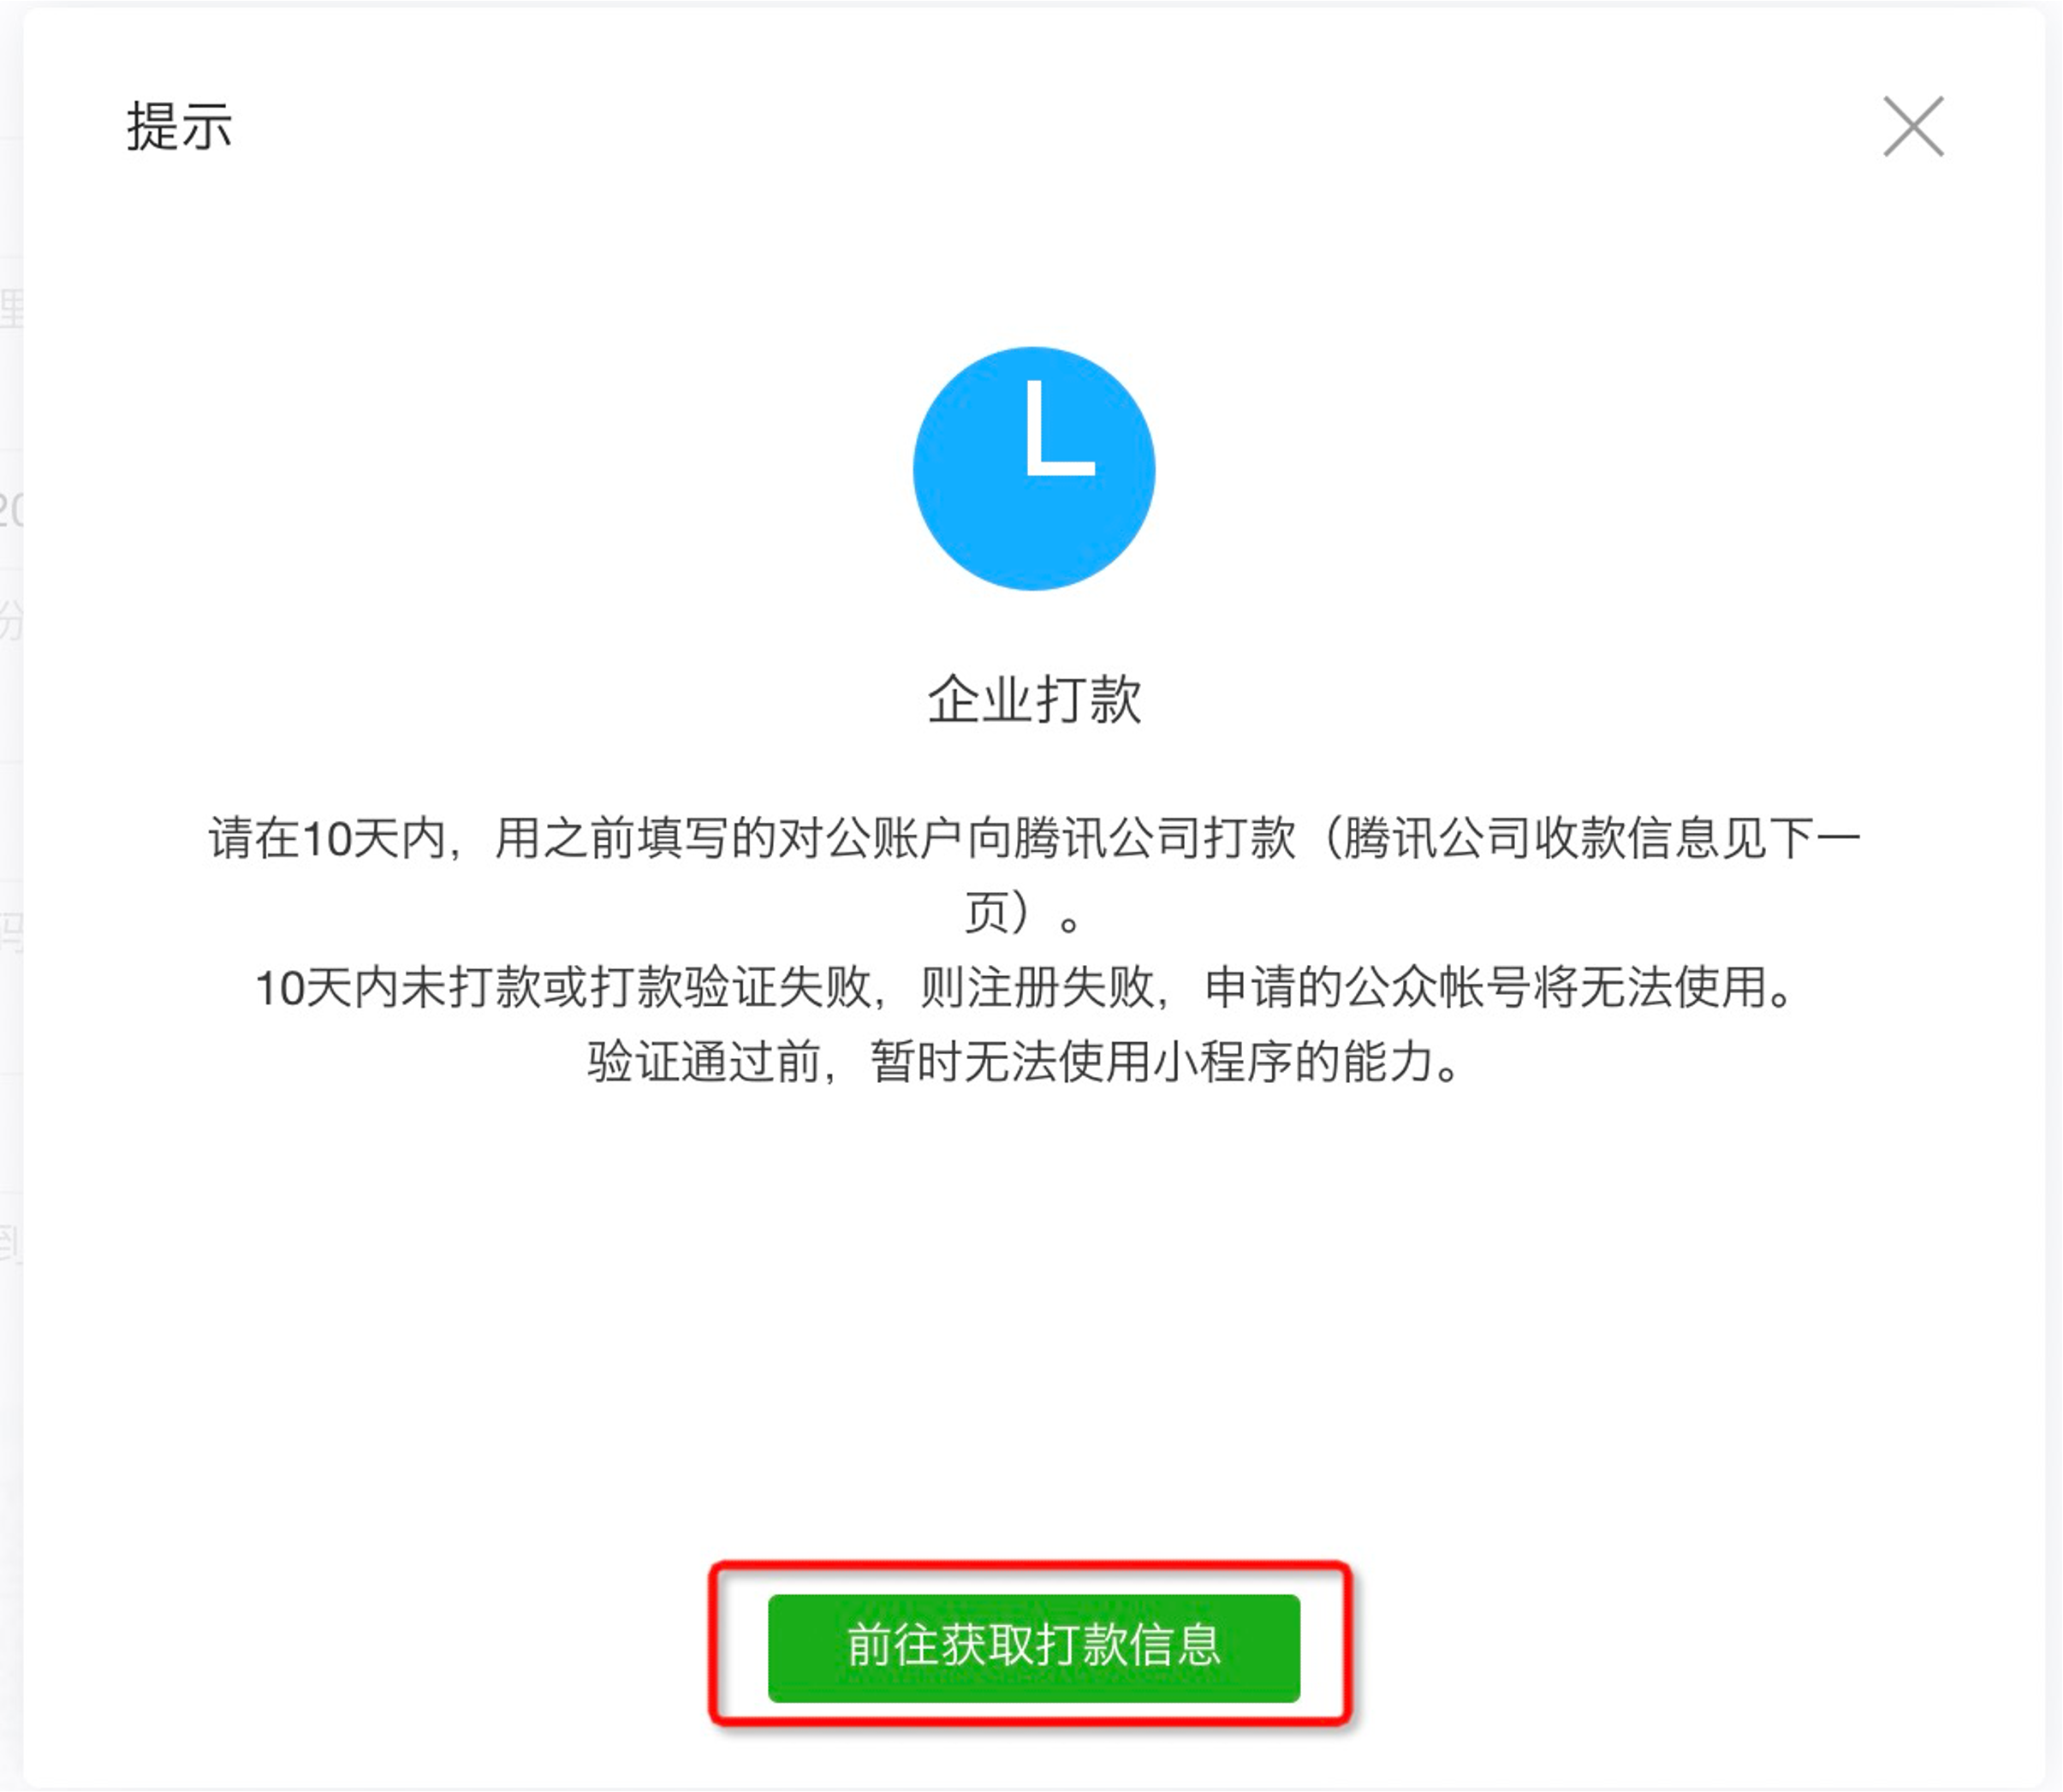 提示
里
20
份
企业打款
请在10天内，用之前填写的对公账户向腾讯公司打款（腾讯公司收款信息见下一
页）。
码
10天内未打款或打款验证失败，则注册失败，申请的公众帐号将无法使用。
验证通过前，暂时无法使用小程序的能力。
到
前往获取打款信息